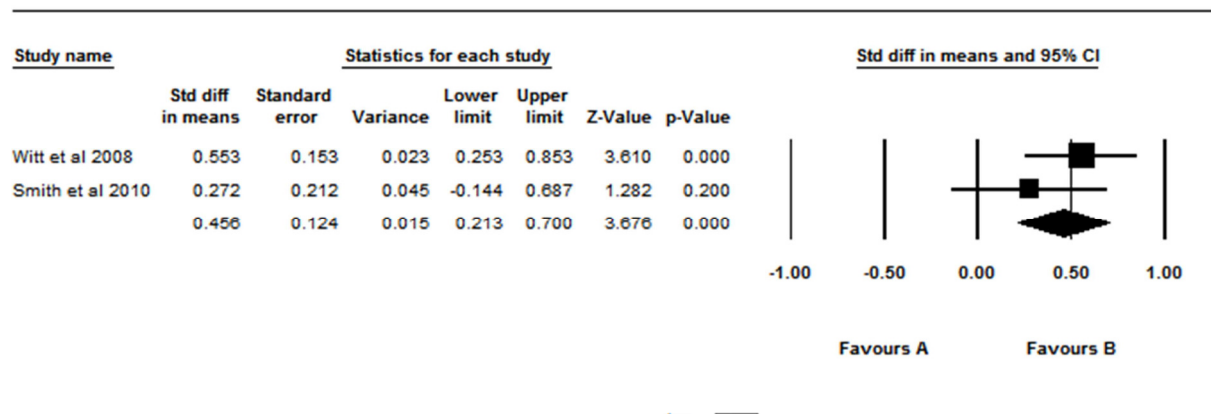 Study name Statistics for each study Std diff in means and 95% CI
Std diff Standard Lower Upper
in means error Variance limit limit Z-Value p-Value
Witt et al 2008 0.553 0.153 0.023 0.253 0.853 3.610 0.000
Smith et al 2010 0.272 0.212 0.045 -0.144 0.687 1.282 0.200
0.456 0.124 0.015 0.213 0.700 3.676 0.000
-1.00 -0.50 0.00 0.50 1.00
Favours A Favours B